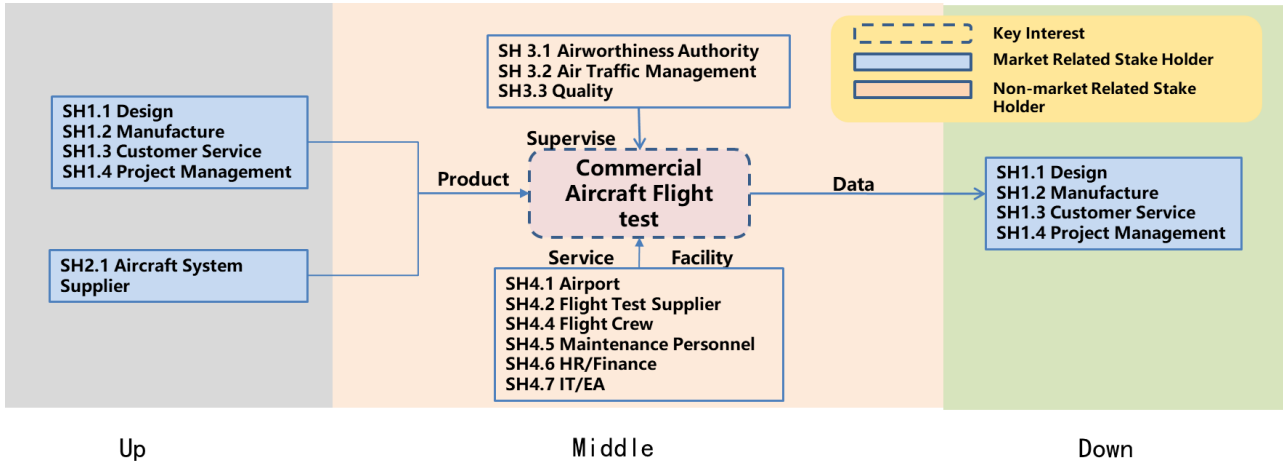 SH1.1 Design
SH1.2 Manufacture
SH1.3 Customer Service
SH1.4 Project Management
SH2.1 Aircraft System
Supplier
Product
SH 3.1 Airworthiness Authority
SH 3.2 Air Traffic Management
SH3.3 Quality
Supervise
Commercial
Aircraft Flight
test
Service
Facility
SH4.1 Airport
SH4.2 Flight Test Supplier
SH4.4 Flight Crew
SH4.5 Maintenance Personnel
SH4.6 HR/Finance
SH4.7 IT/EA
Data
Key Interest
Market Related Stake Holder
Non-market Related Stake
Holder
SH1.1 Design
SH1.2 Manufacture
SH1.3 Customer Service
SH1.4 Project Management
Up
Middle
Down